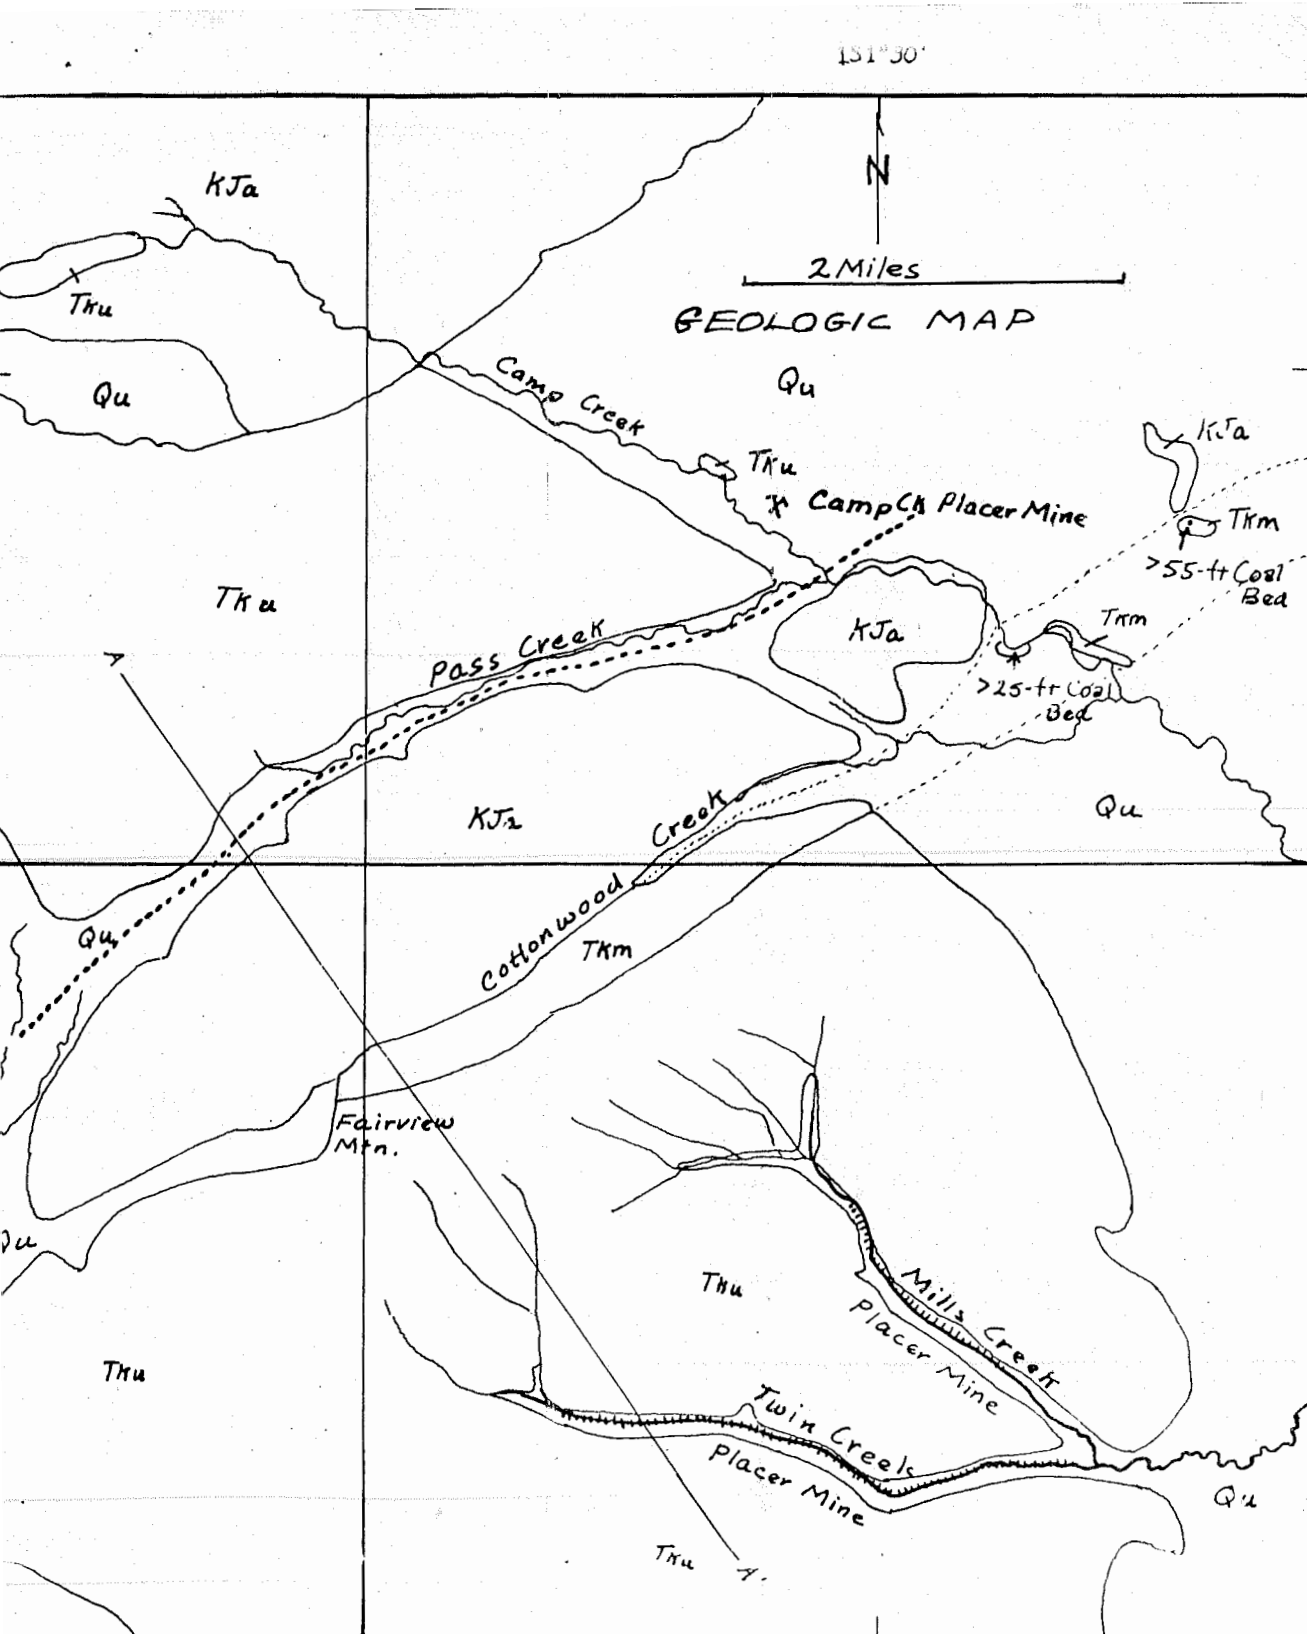 151°30'
N
KJa
2 Miles
Tku
GEOLOGIC MAP
Qu
Camp Creek
Qu
KJa
Tku
Camp Ck Placer Mine
Tkm
>55-ft Coal
Bed
Tku
Pass Creek
KJa
Tkm
>25-ft Coal
Bed
A
KJa
Creek
Qu
Cottonwood
Qu
Tkm
Fairview
Mtn.
Qu
Tku
Mills Creek
Placer Mine
Tku
Twin Creek
Placer Mine
Qu
Tku
A'